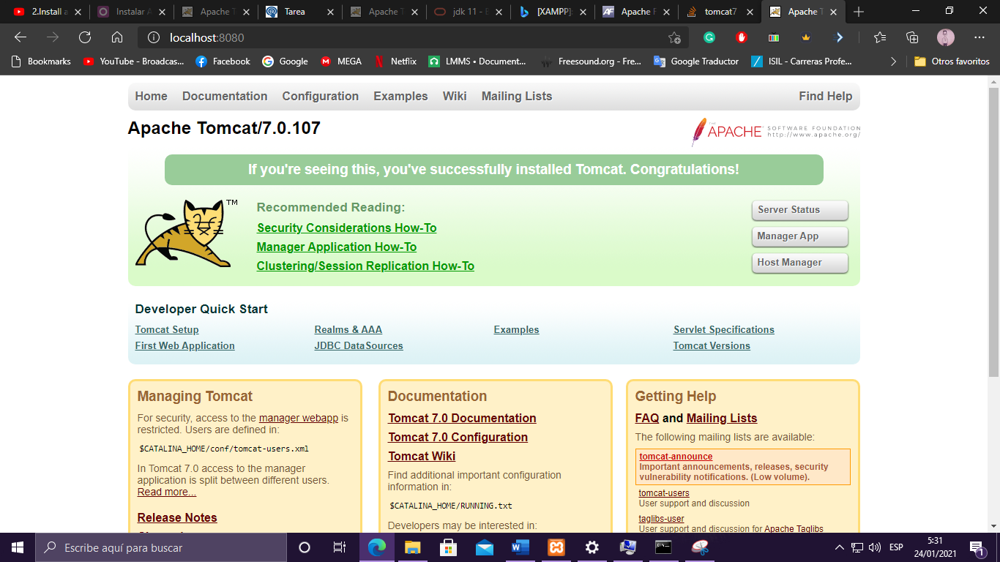 2.Install a
Instalar A
Apache T
Tarea
Apache T
jdk 11 - E
[XAMPP]:
Apache F
tomcat7
Apache T
localhost:8080
Bookmarks
YouTube - Broadcas...
Facebook
Google
MEGA
Netflix
LMMS • Document...
Freesound.org - Fre...
Google Traductor
ISIL - Carreras Profe...
Otros favoritos
Home Documentation Configuration Examples Wiki Mailing Lists Find Help
Apache Tomcat/7.0.107
THE
APACHE
SOFTWARE FOUNDATION
http://www.apache.org/
If you're seeing this, you've successfully installed Tomcat. Congratulations!
TM
Recommended Reading:
Security Considerations How-To
Manager Application How-To
Clustering/Session Replication How-To
Server Status
Manager App
Host Manager
Developer Quick Start
Tomcat Setup
First Web Application
Realms & AAA
JDBC DataSources
Examples
Servlet Specifications
Tomcat Versions
Managing Tomcat
For security, access to the manager webapp is
restricted. Users are defined in:
$CATALINA_HOME/conf/tomcat-users.xml
In Tomcat 7.0 access to the manager
application is split between different users.
Read more...
Release Notes
Documentation
Tomcat 7.0 Documentation
Tomcat 7.0 Configuration
Tomcat Wiki
Find additional important configuration
information in:
$CATALINA_HOME/RUNNING.txt
Developers may be interested in:
Getting Help
FAQ and Mailing Lists
The following mailing lists are available:
tomcat-announce
Important announcements, releases, security
vulnerability notifications. (Low volume).
tomcat-users
User support and discussion
taglibs-user
User support and discussion for Apache Taglibs
Escribe aquí para buscar
ESP
5:31
24/01/2021
1